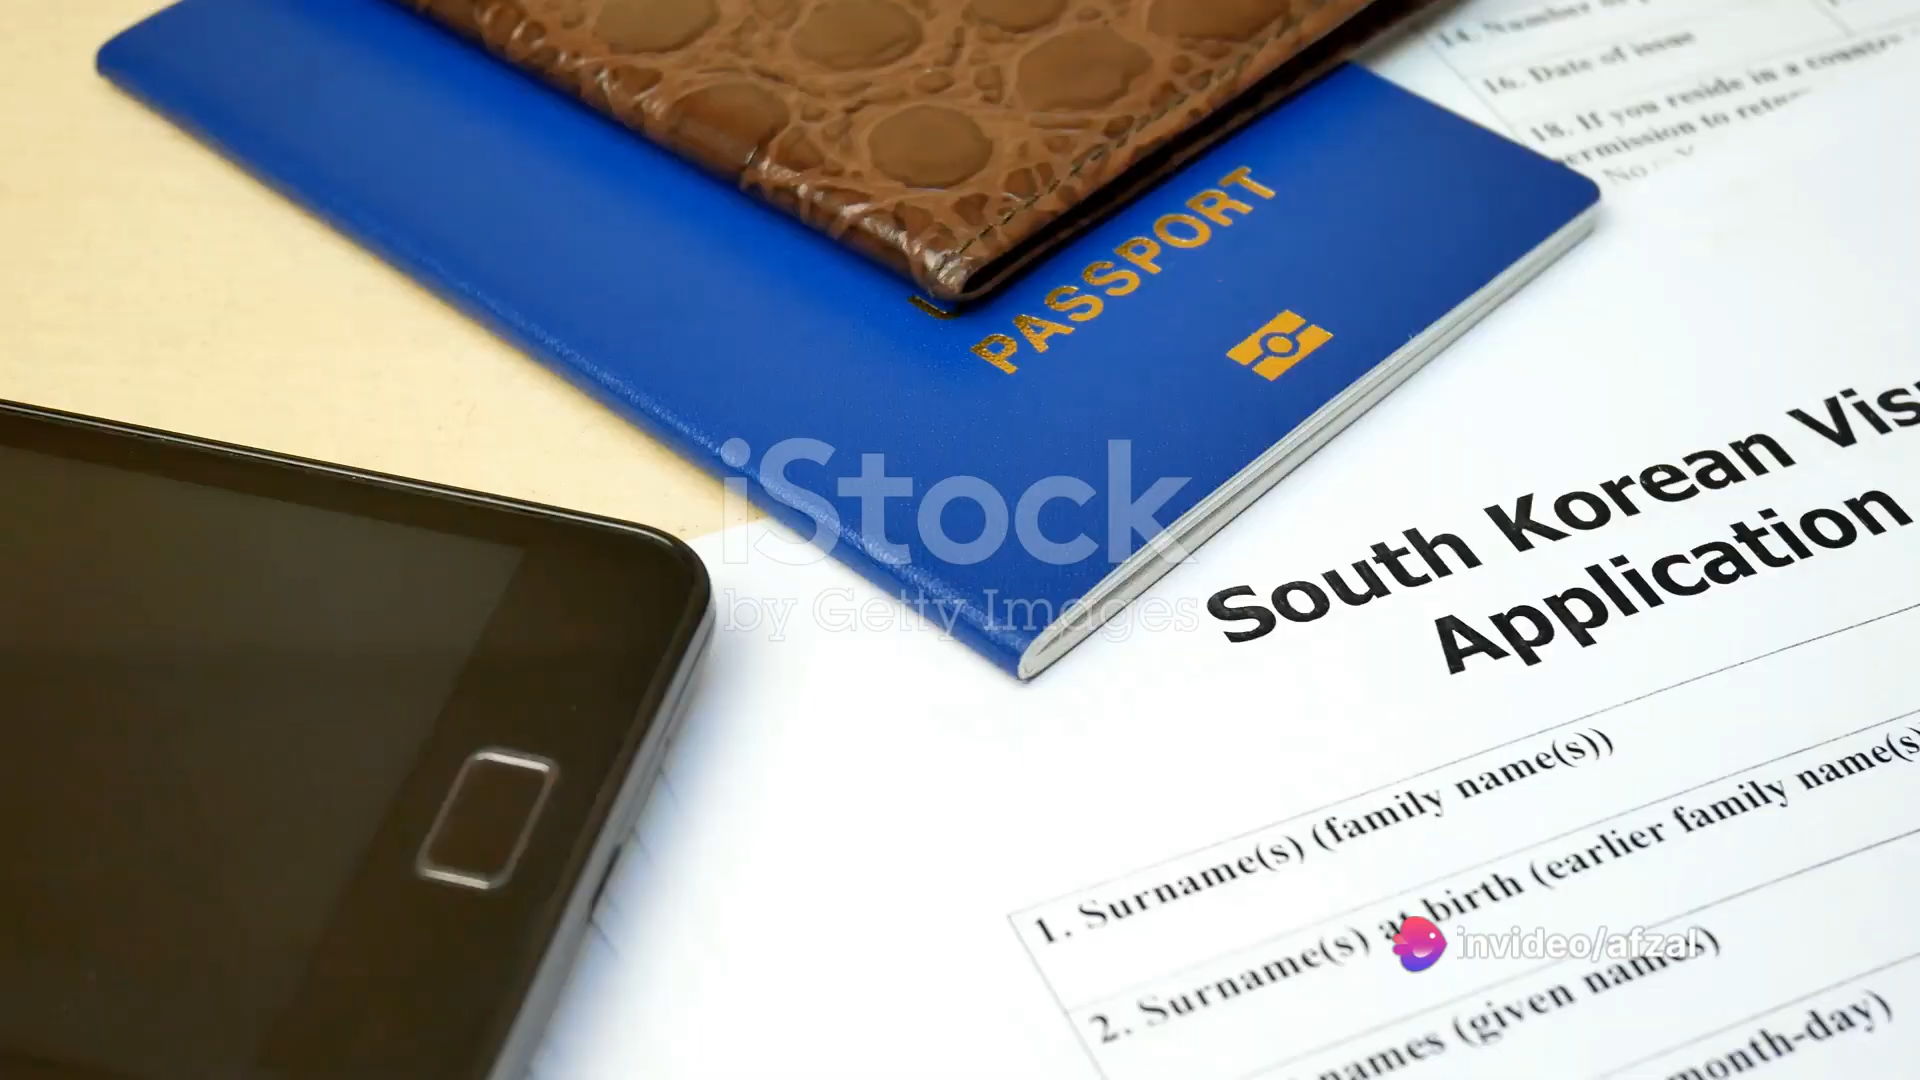 14. Number
16. Date of issue
18. If you reside in a country
permission to
No
PASSPORT
iStock
by Getty Images
South Korean Vis
Application
1. Surname(s) (family name(s))
2. Surname(s) at birth (earlier family name(s)
names (given names)
month-day)
invideo/afzal